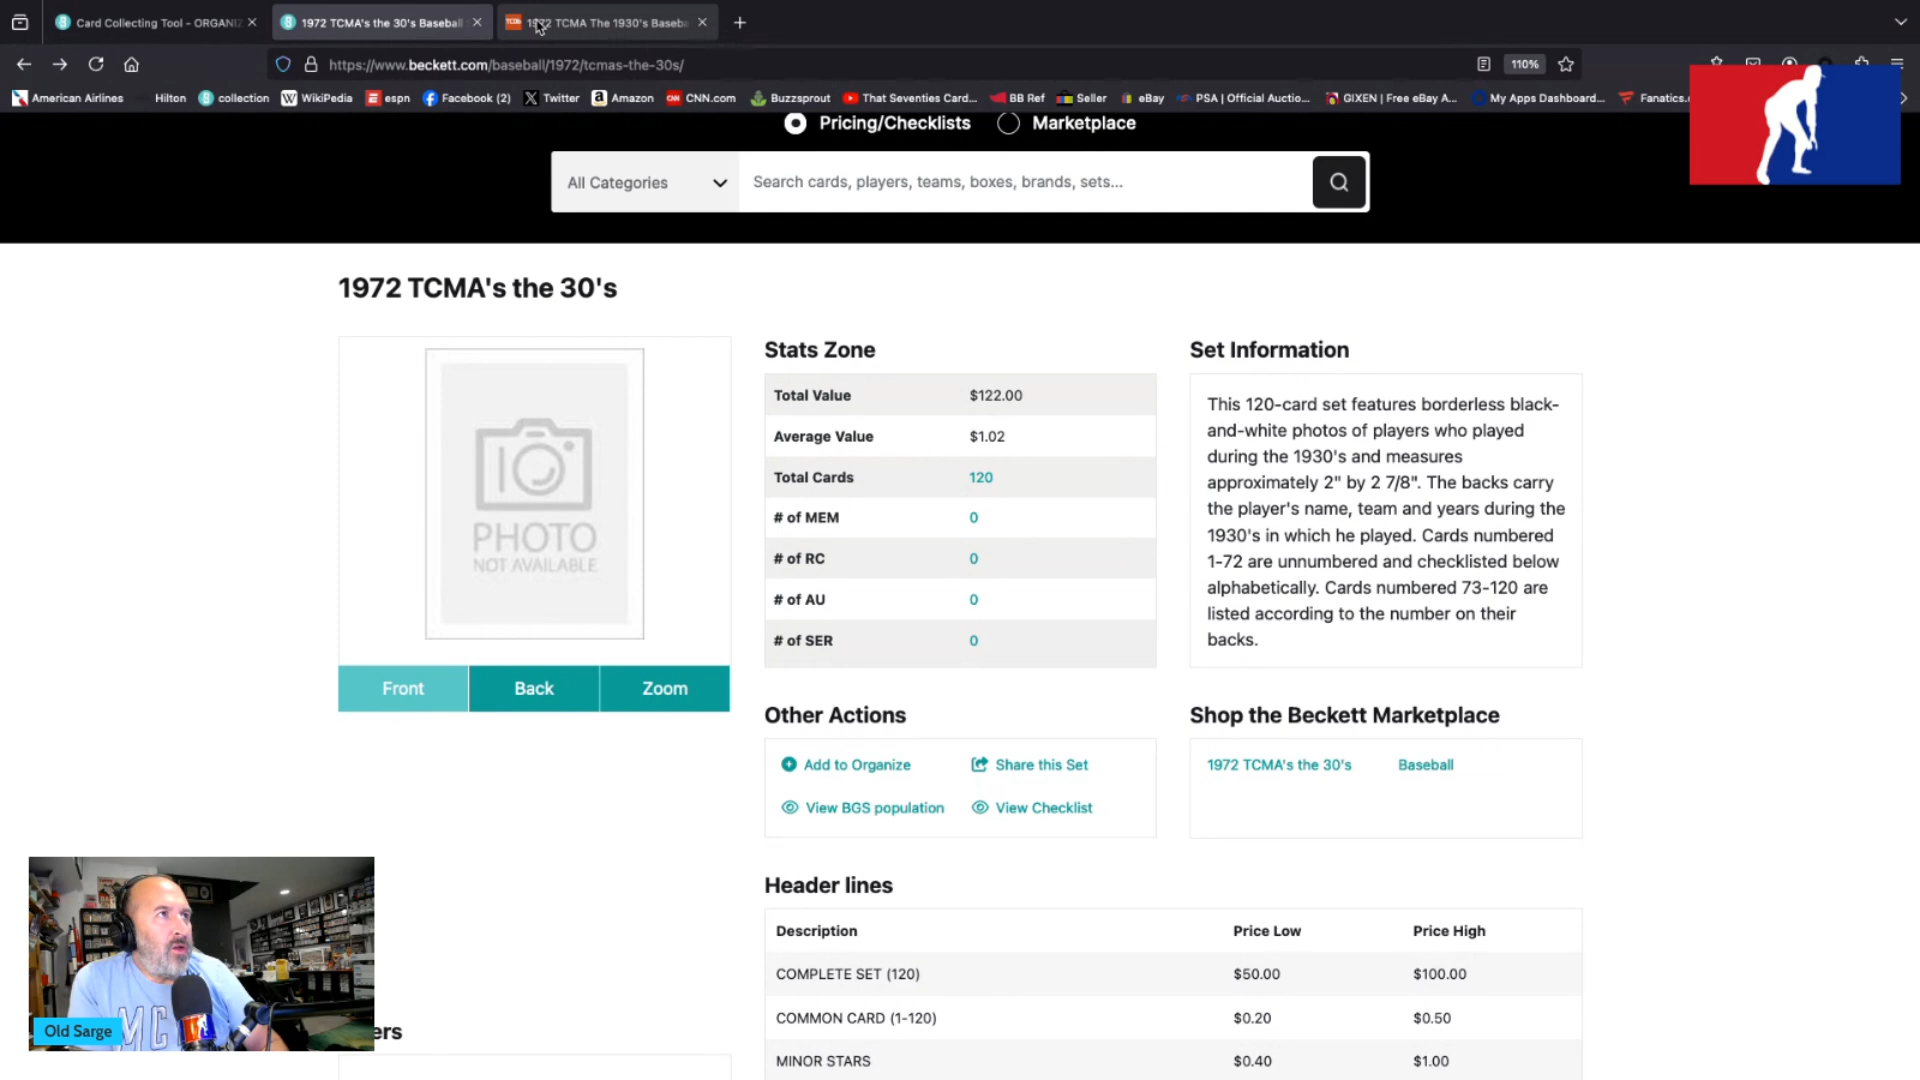 Card Collecting Tool - ORGANIZ
1972 TCMA's the 30's Baseball
TCDB 1972 TCMA The 1930's Baseba
https://www.beckett.com/baseball/1972/tcmas-the-30s/
110%
American Airlines Hilton collection WikiPedia espn Facebook (2) Twitter Amazon CNN.com Buzzsprout That Seventies Card... BB Ref Seller eBay PSA | Official Auctio... GIXEN | Free eBay A... My Apps Dashboard... Fanatics.
Pricing/Checklists Marketplace
All Categories Search cards, players, teams, boxes, brands, sets...
1972 TCMA's the 30's
PHOTO
NOT AVAILABLE
Front Back Zoom
Stats Zone
Total Value $122.00
Average Value $1.02
Total Cards 120
# of MEM 0
# of RC 0
# of AU 0
# of SER 0
Set Information
This 120-card set features borderless black-
and-white photos of players who played
during the 1930's and measures
approximately 2" by 2 7/8". The backs carry
the player's name, team and years during the
1930's in which he played. Cards numbered
1-72 are unnumbered and checklisted below
alphabetically. Cards numbered 73-120 are
listed according to the number on their
backs.
Other Actions
Add to Organize Share this Set
View BGS population View Checklist
Shop the Beckett Marketplace
1972 TCMA's the 30's Baseball
Header lines
Description Price Low Price High
COMPLETE SET (120) $50.00 $100.00
COMMON CARD (1-120) $0.20 $0.50
MINOR STARS $0.40 $1.00
ers
Old Sarge